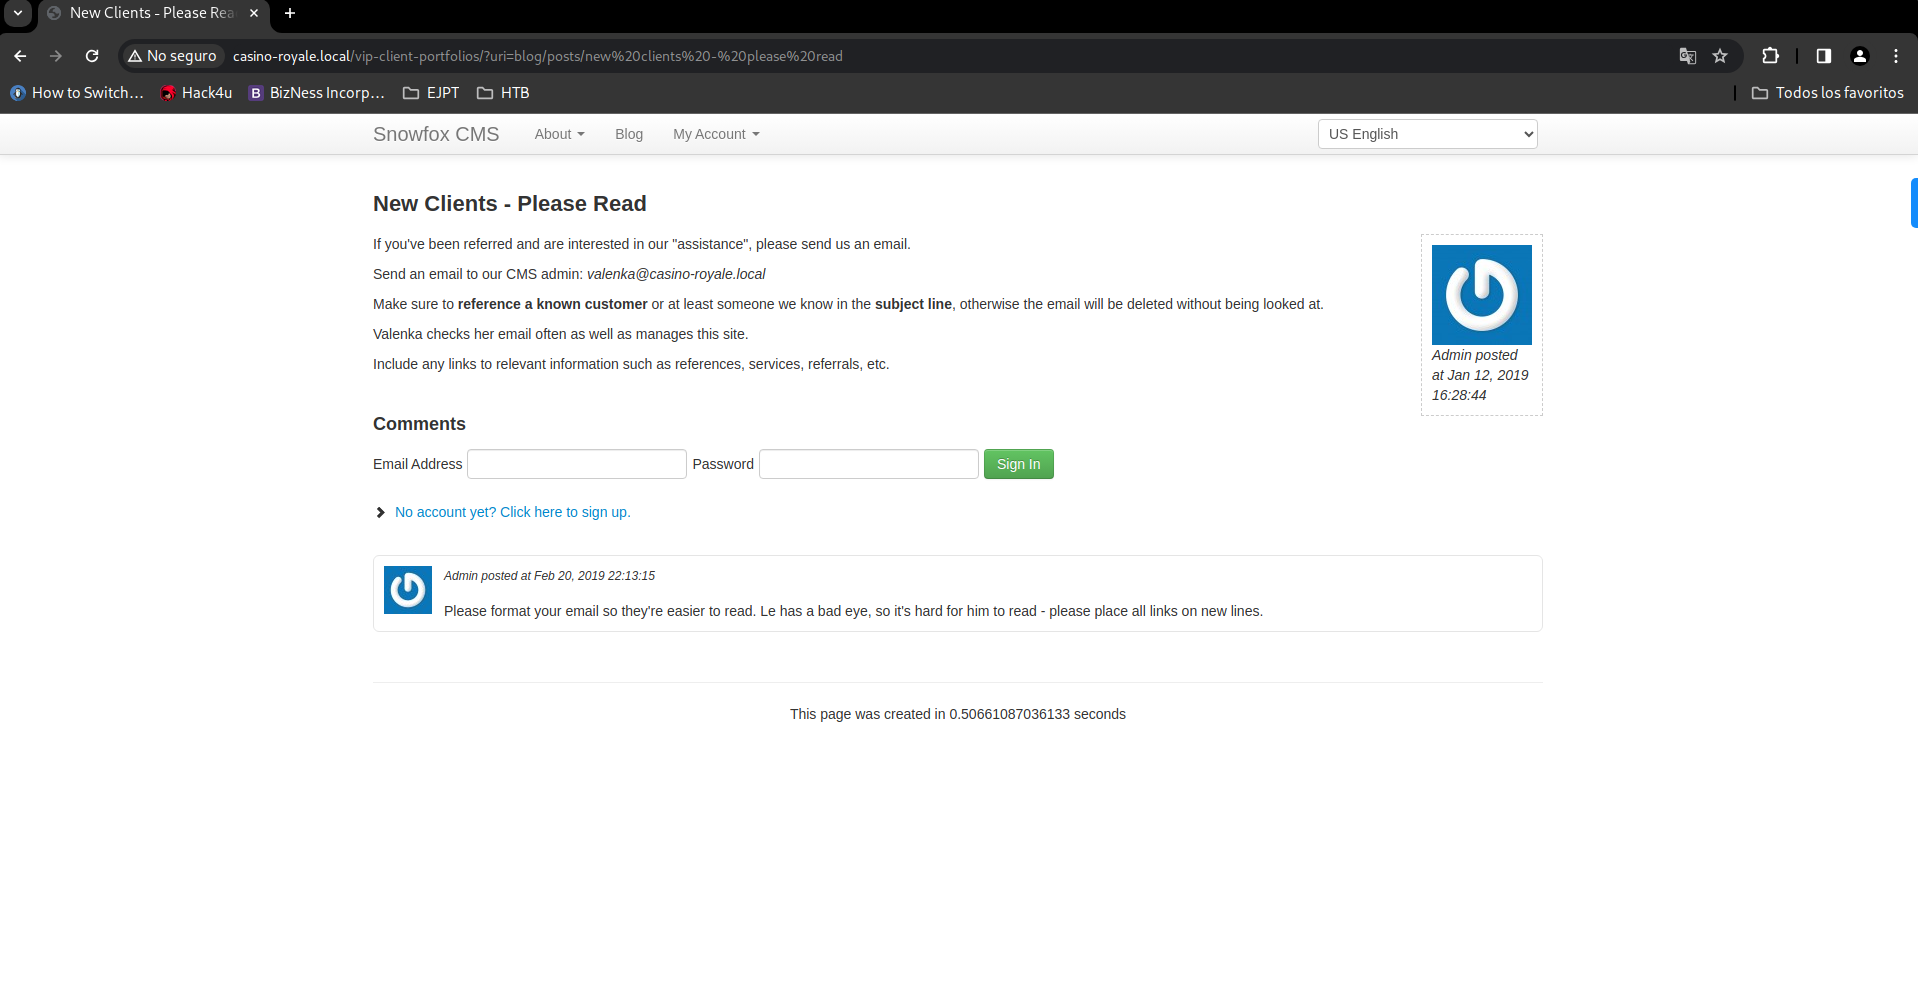 New Clients - Please Rea
No seguro
casino-royale.local/vip-client-portfolios/?uri=blog/posts/new%20clients%20-%20please%20read
How to Switch…
Hack4u
B BizNess Incorp…
EJPT
HTB
Todos los favoritos
Snowfox CMS
About
Blog
My Account
US English
New Clients - Please Read
If you've been referred and are interested in our "assistance", please send us an email.
Send an email to our CMS admin: valenka@casino-royale.local
Make sure to reference a known customer or at least someone we know in the subject line, otherwise the email will be deleted without being looked at.
Valenka checks her email often as well as manages this site.
Include any links to relevant information such as references, services, referrals, etc.
Admin posted
at Jan 12, 2019
16:28:44
Comments
Email Address
Password
Sign In
No account yet? Click here to sign up.
Admin posted at Feb 20, 2019 22:13:15
Please format your email so they're easier to read. Le has a bad eye, so it's hard for him to read - please place all links on new lines.
This page was created in 0.50661087036133 seconds